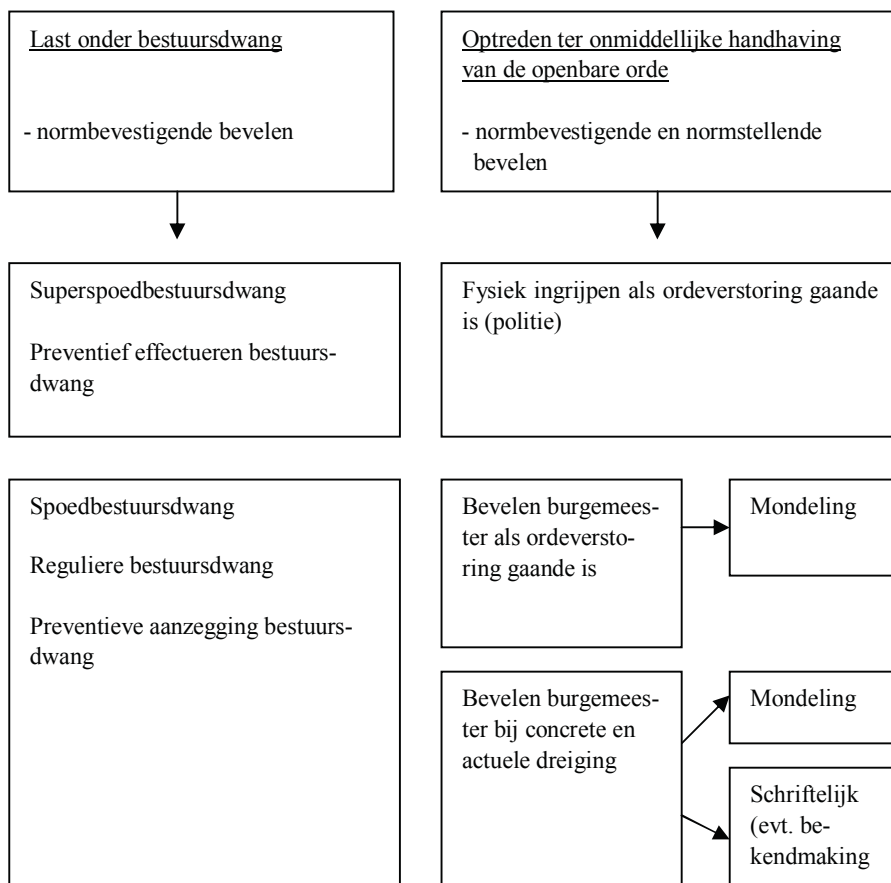 Last onder bestuursdwang
- normbevestigende bevelen
Optreden ter onmiddellijke handhaving
van de openbare orde
- normbevestigende en normstellende
bevelen
Superspoedbestuursdwang
Preventief effectueren bestuurs-
dwang
Fysiek ingrijpen als ordeverstoring gaande
is (politie)
Spoedbestuursdwang
Reguliere bestuursdwang
Preventieve aanzegging bestuurs-
dwang
Bevelen burgemees-
ter als ordeversto-
ring gaande is
Mondeling
Bevelen burgemees-
ter bij concrete en
actuele dreiging
Mondeling
Schriftelijk
(evt. be-
kendmaking